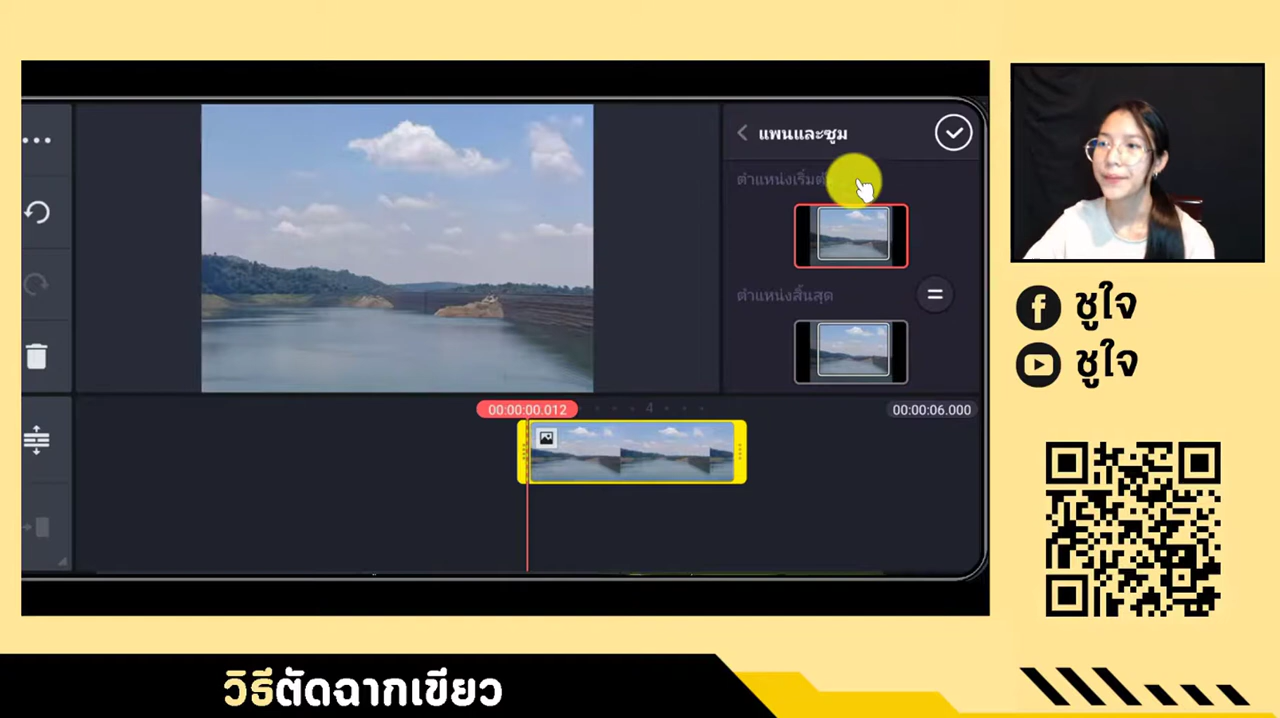 แพนและซูม
ตำแหน่งเริ่มต้น
ตำแหน่งสิ้นสุด
00:00:00.012
4
00:00:06.000
ชูใจ
ชูใจ
วิธีตัดฉากเขียว